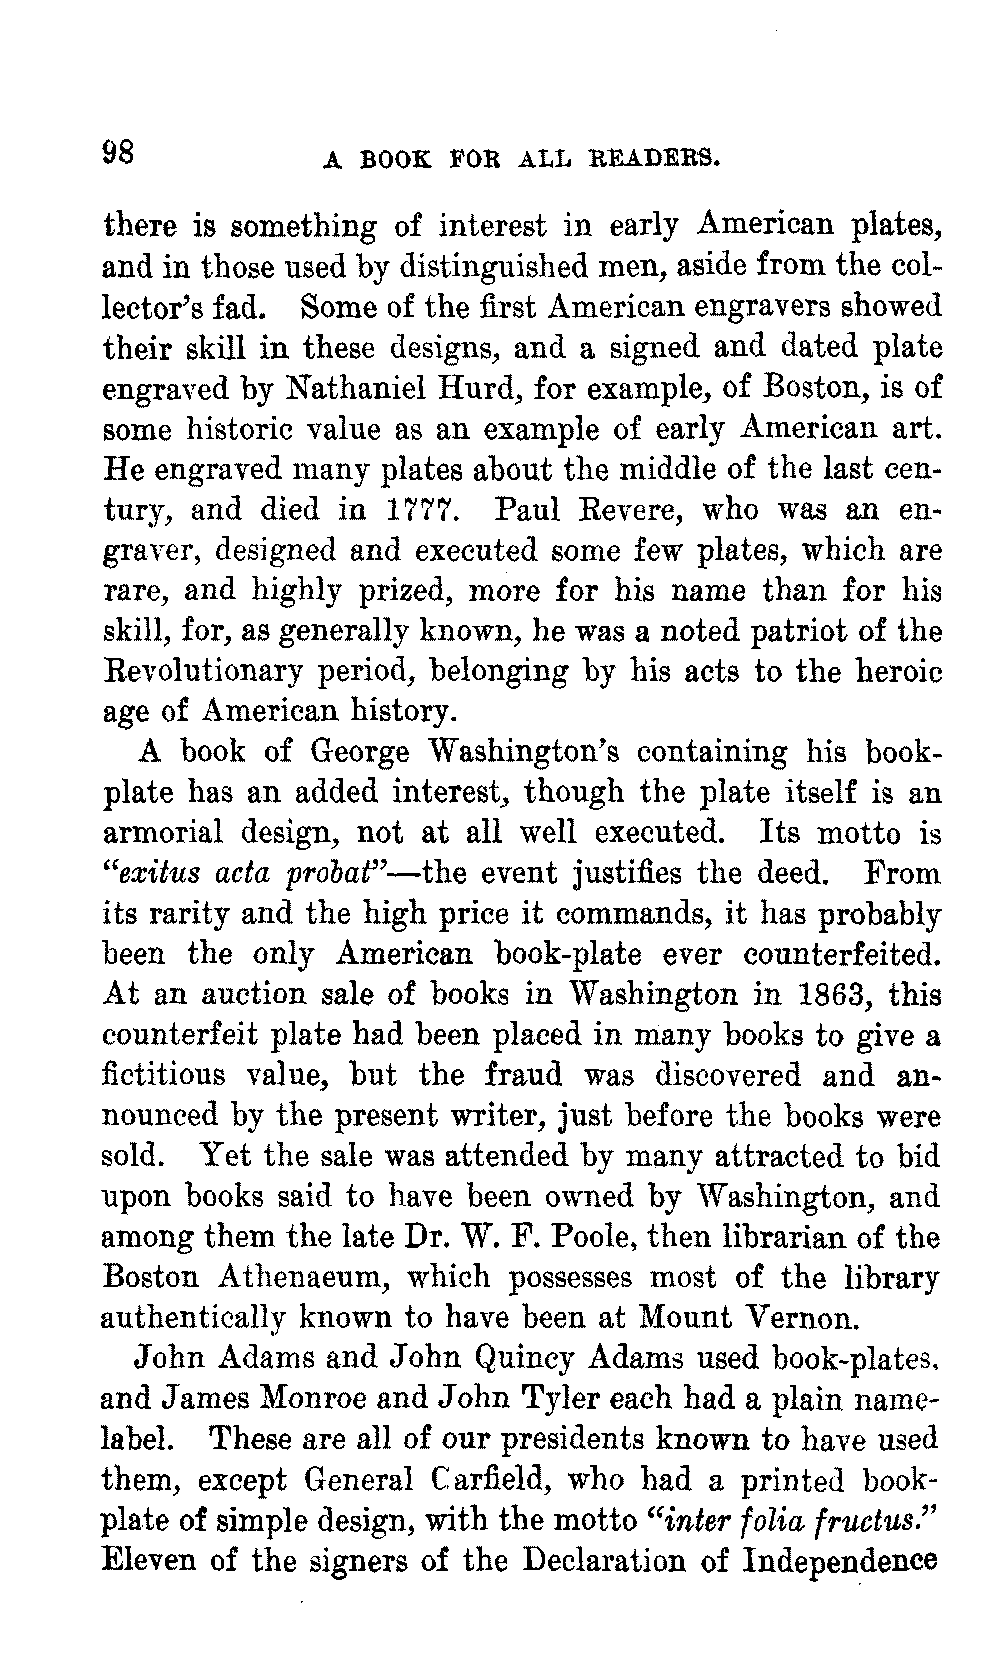 98
A BOOK FOR ALL READERS.
there is something of interest in early American plates,
and in those used by distinguished men, aside from the col-
lector's fad. Some of the first American engravers showed
their skill in these designs, and a signed and dated plate
engraved by Nathaniel Hurd, for example, of Boston, is of
some historic value as an example of early American art.
He engraved many plates about the middle of the last cen-
tury, and died in 1777. Paul Revere, who was an en-
graver, designed and executed some few plates, which are
rare, and highly prized, more for his name than for his
skill, for, as generally known, he was a noted patriot of the
Revolutionary period, belonging by his acts to the heroic
age of American history.
A book of George Washington's containing his book-
plate has an added interest, though the plate itself is an
armorial design, not at all well executed. Its motto is
“exitus acta probat”—the event justifies the deed. From
its rarity and the high price it commands, it has probably
been the only American book-plate ever counterfeited.
At an auction sale of books in Washington in 1863, this
counterfeit plate had been placed in many books to give a
fictitious value, but the fraud was discovered and an-
nounced by the present writer, just before the books were
sold. Yet the sale was attended by many attracted to bid
upon books said to have been owned by Washington, and
among them the late Dr. W. F. Poole, then librarian of the
Boston Athenaeum, which possesses most of the library
authentically known to have been at Mount Vernon.
John Adams and John Quincy Adams used book-plates,
and James Monroe and John Tyler each had a plain name-
label. These are all of our presidents known to have used
them, except General Garfield, who had a printed book-
plate of simple design, with the motto “inter folia fructus.”
Eleven of the signers of the Declaration of Independence